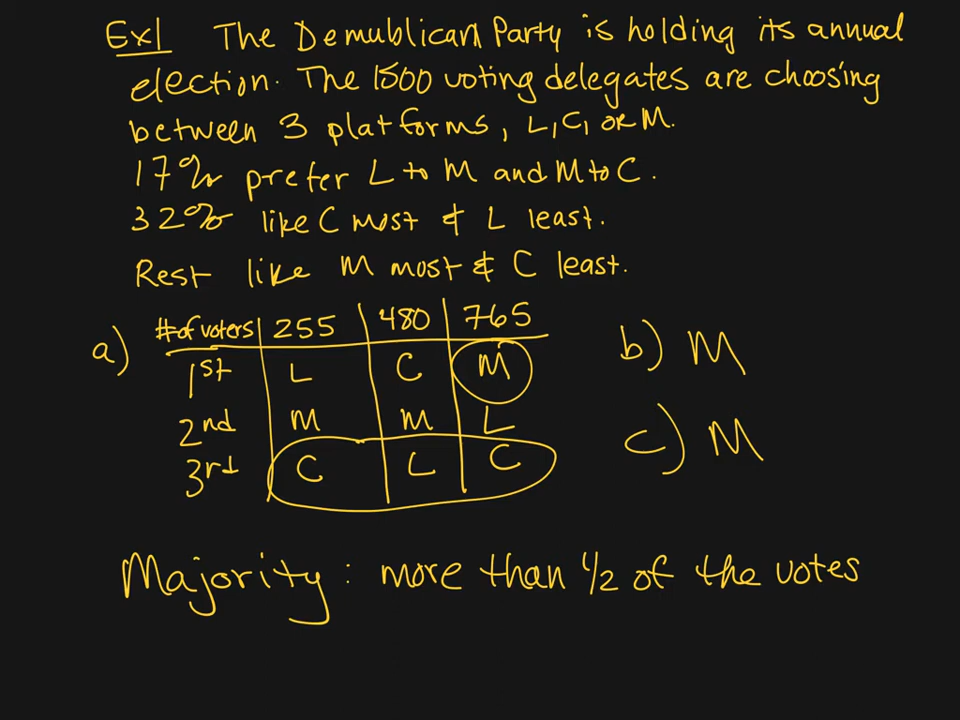 Ex1 The Demublican Party is holding its annual
election. The 1500 voting delegates are choosing
between 3 platforms, L, C, or M.
17% prefer L to M and M to C.
32% like C most & L least.
Rest like M most & C least.
a) # of voters 255 480 765
1st L C M
2nd M M L
3rd C L C
b) M
c) M
Majority: more than 1/2 of the votes